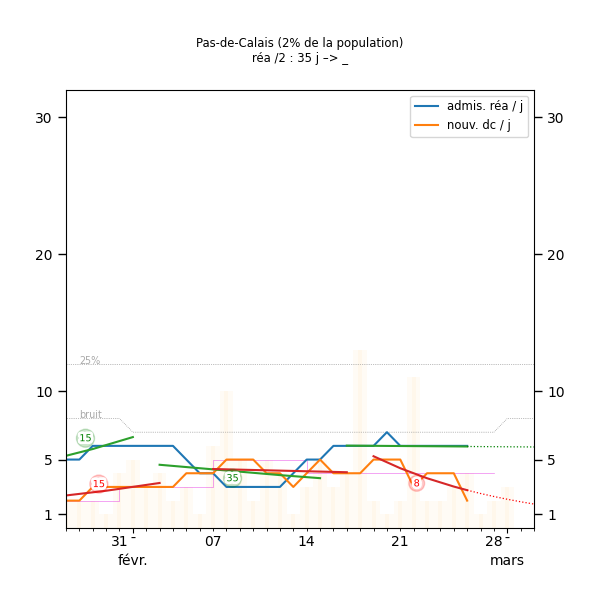 Pas-de-Calais (2% de la population)
réa /2 : 35 j –> _
admis. réa / j
nouv. dc / j
30 30
20 20
25%
10 10
bruit
15
5 5
35
15 8
1 1
31 - 07 14 21 28 -
févr. mars